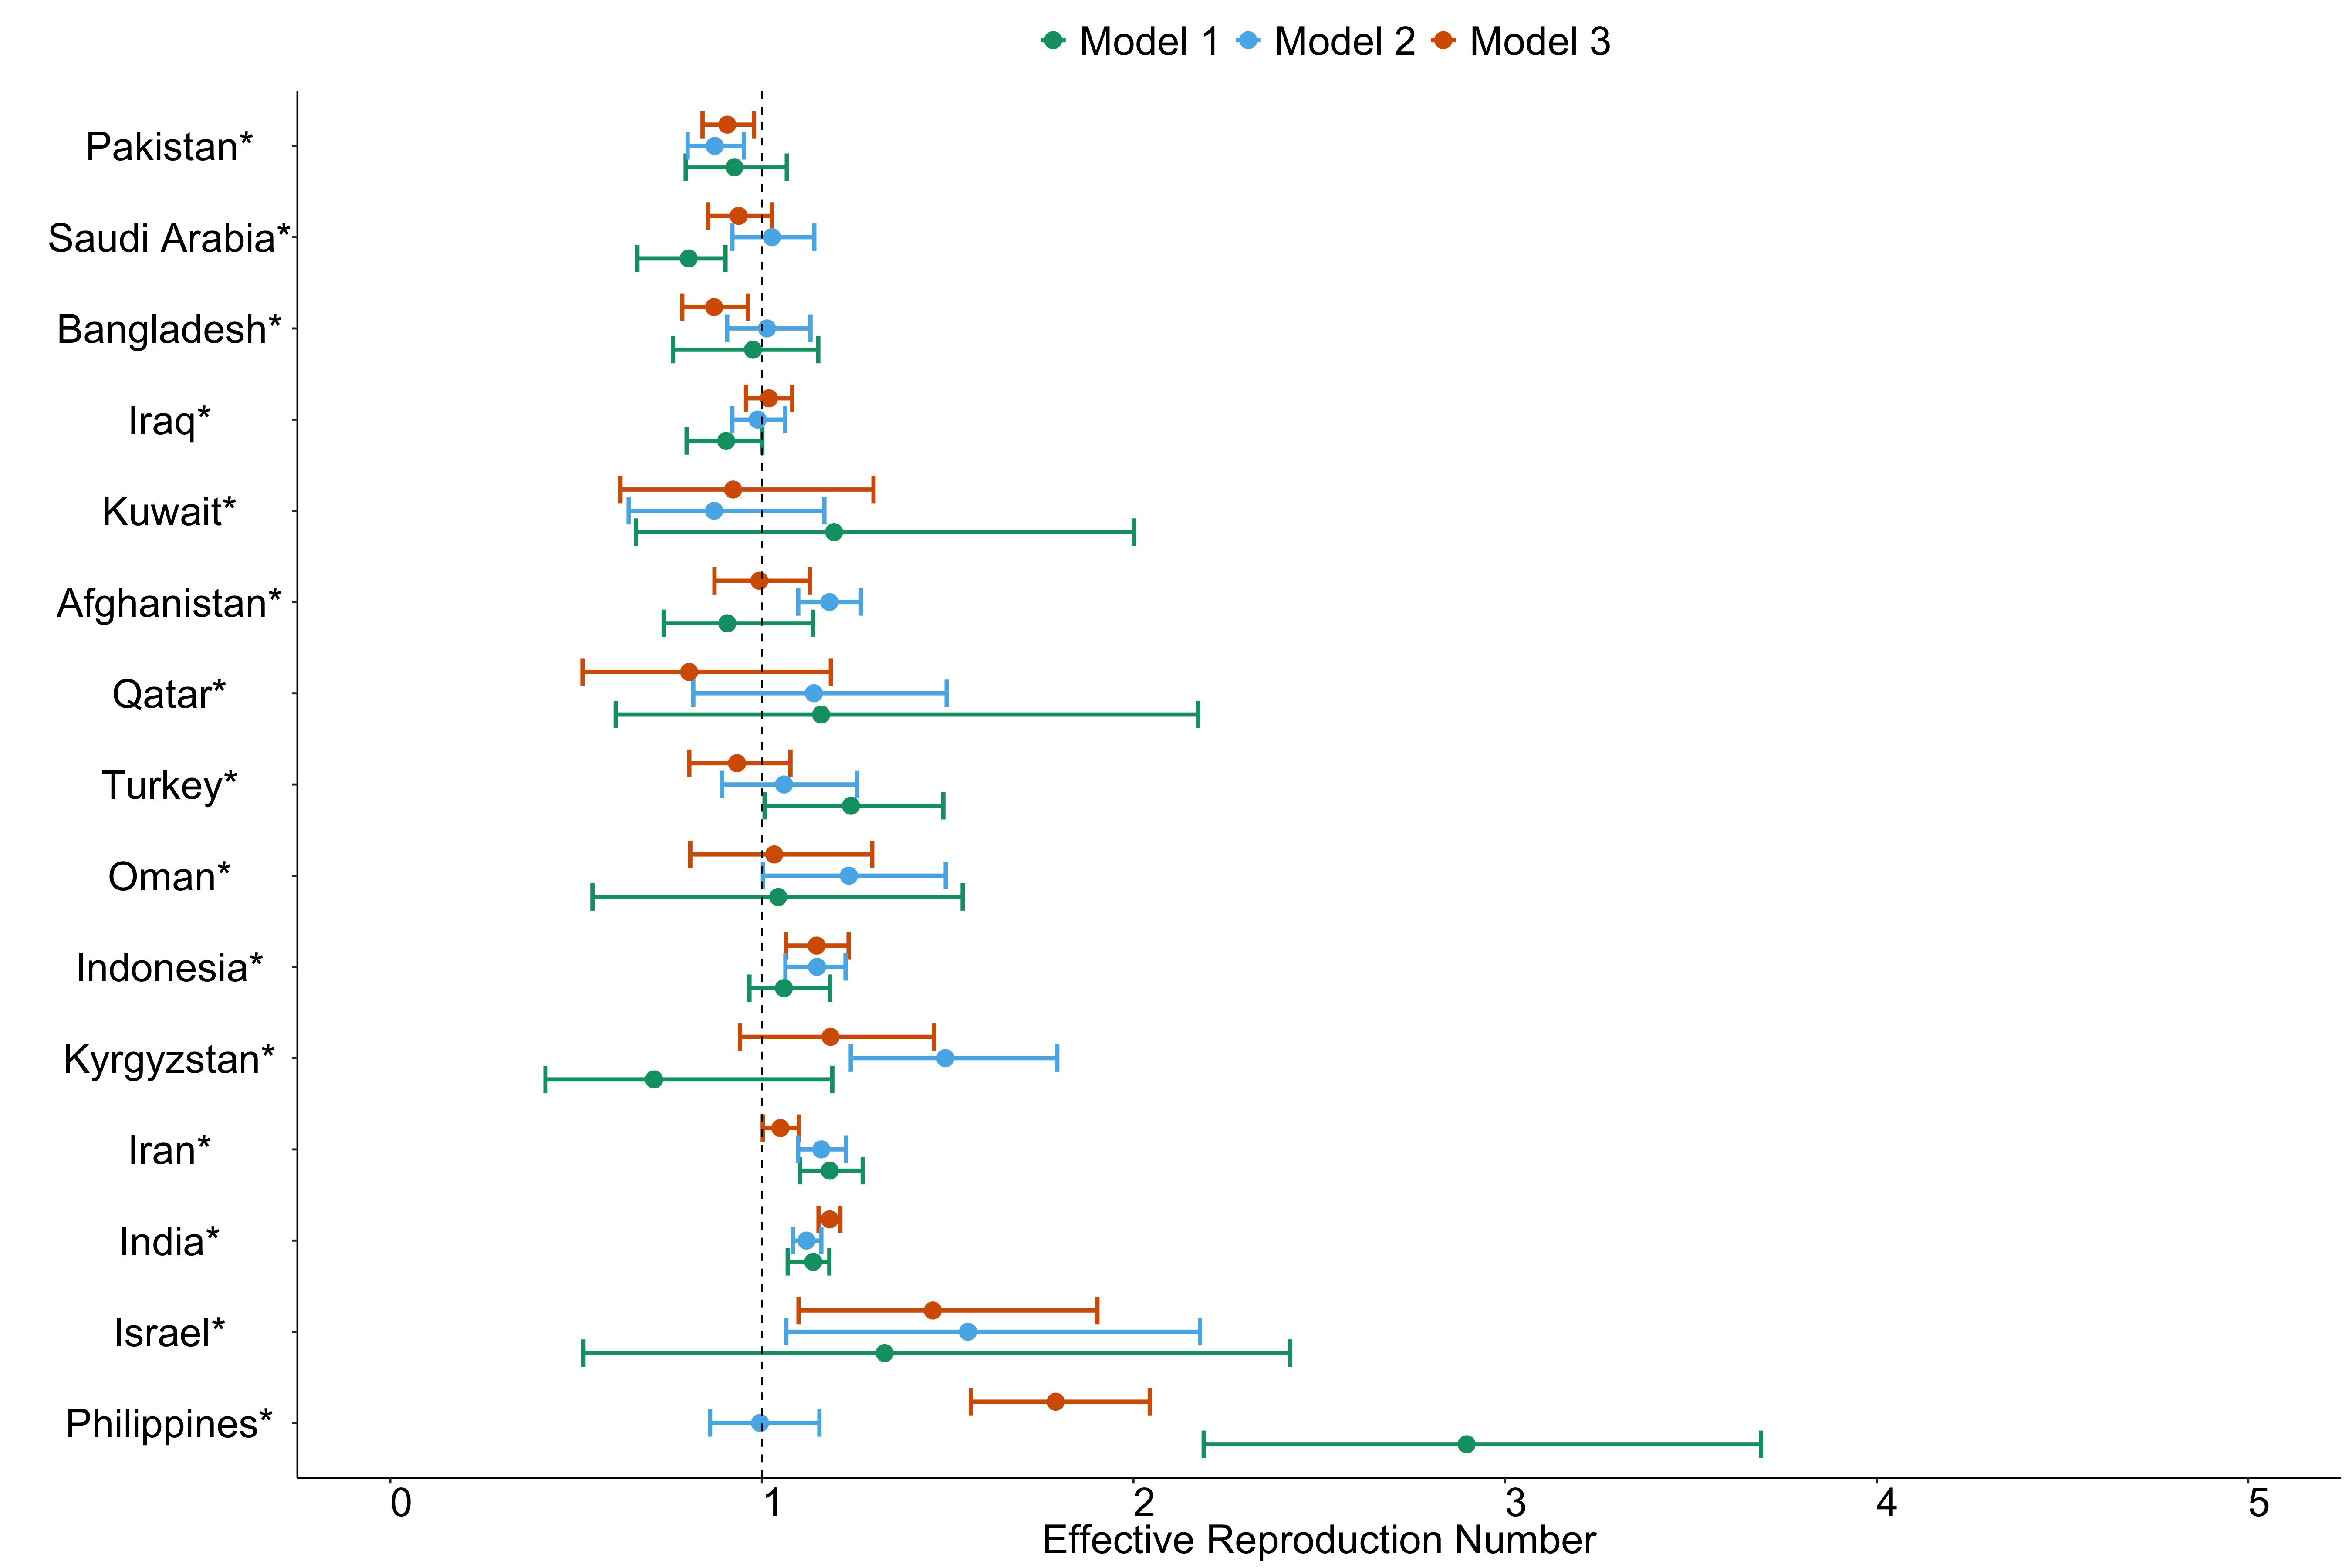 Model 1 Model 2 Model 3
Pakistan*
Saudi Arabia*
Bangladesh*
Iraq*
Kuwait*
Afghanistan*
Qatar*
Turkey*
Oman*
Indonesia*
Kyrgyzstan*
Iran*
India*
Israel*
Philippines*
0 1 2 3 4 5
Effective Reproduction Number